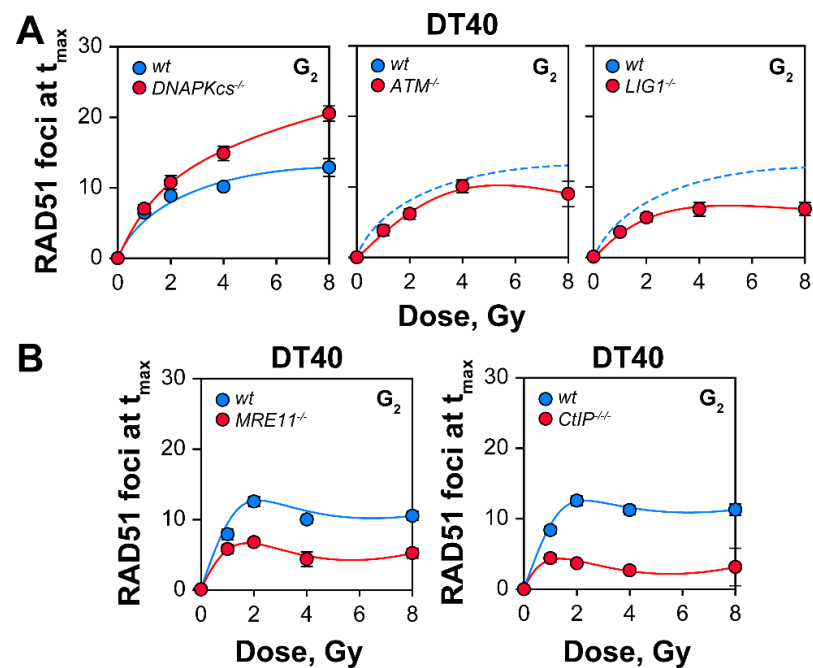 A
DT40
RAD51 foci at tmax
30
20
10
0
wt
DNAPKcs-/-
G2
0 2 4 6 8
wt
ATM-/-
G2
0 2 4 6 8
wt
LIG1-/-
G2
0 2 4 6 8
Dose, Gy
B
DT40
RAD51 foci at tmax
30
20
10
0
wt
MRE11-/-
G2
0 2 4 6 8
Dose, Gy
DT40
RAD51 foci at tmax
30
20
10
0
wt
CtIP-/-/-
G2
0 2 4 6 8
Dose, Gy